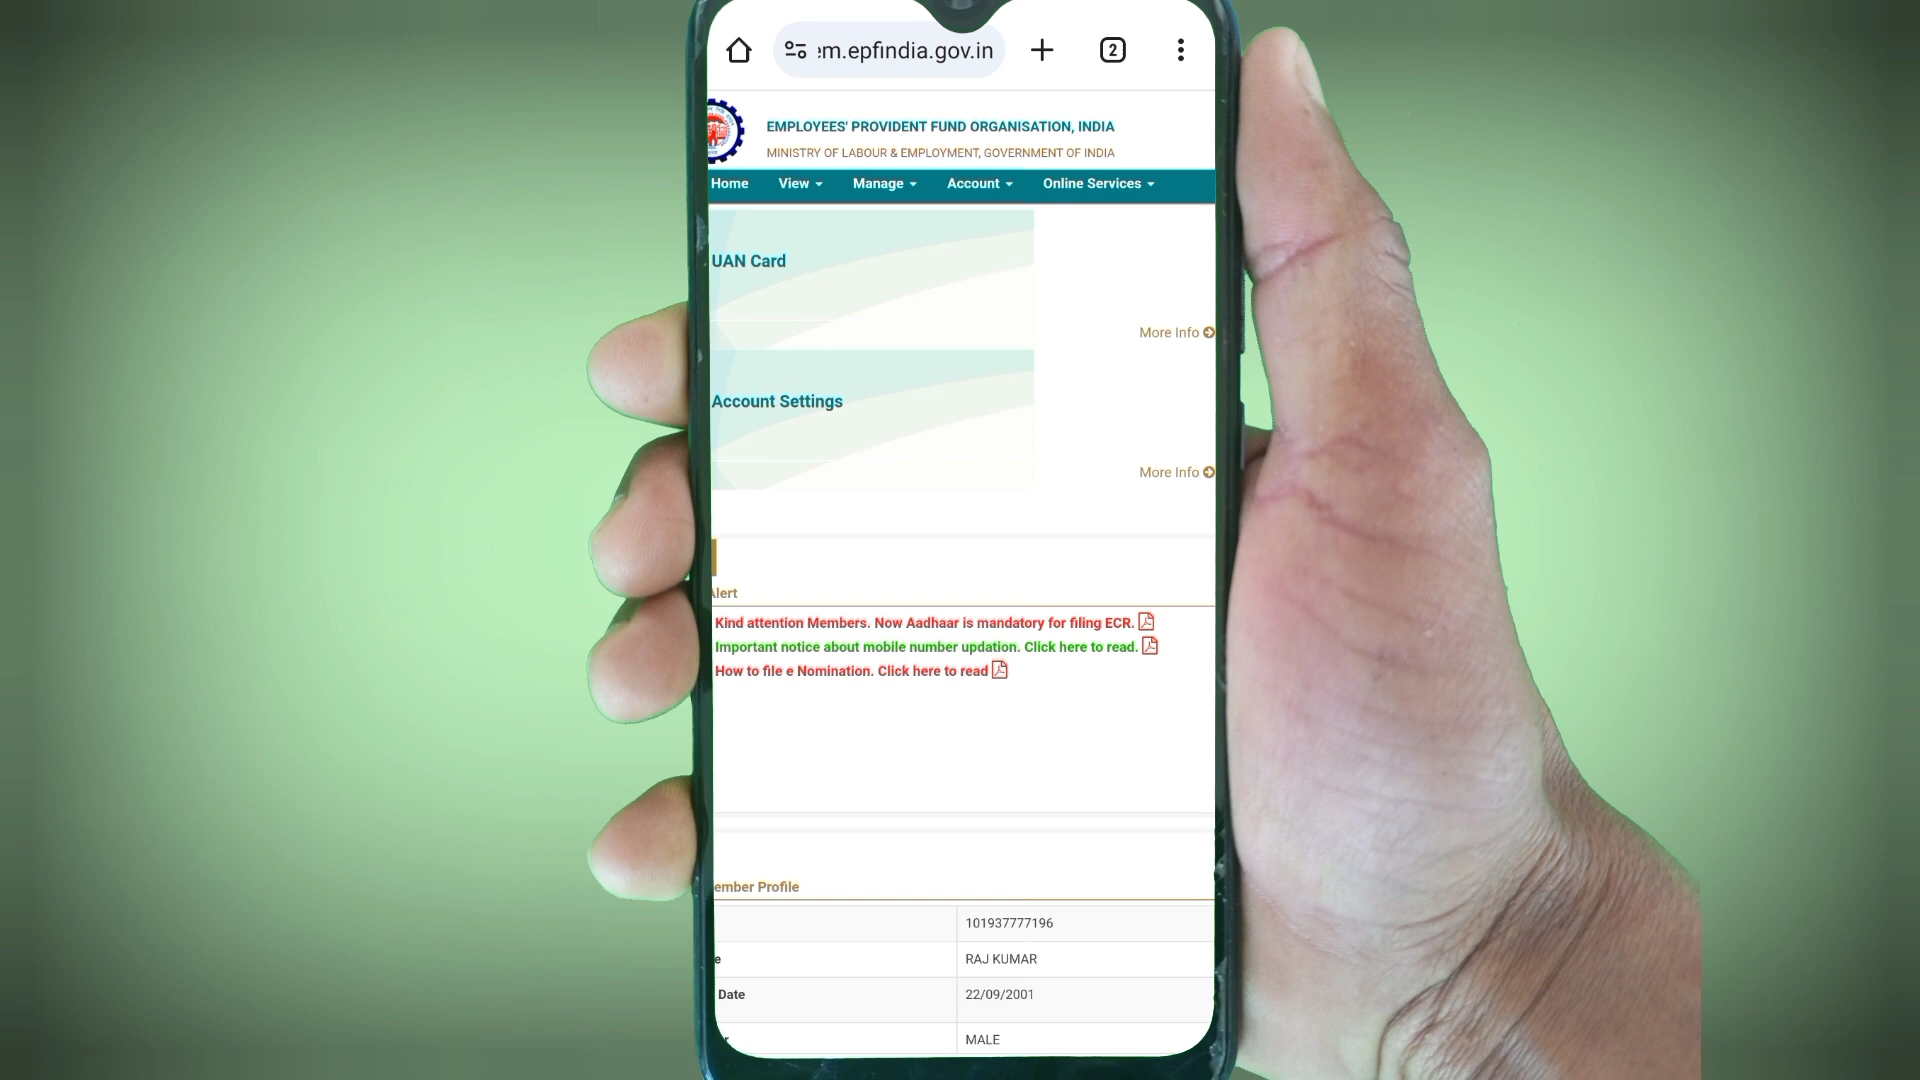 :m.epfindia.gov.in
2
EMPLOYEES' PROVIDENT FUND ORGANISATION, INDIA
MINISTRY OF LABOUR & EMPLOYMENT, GOVERNMENT OF INDIA
Home View Manage Account Online Services
UAN Card
More Info
Account Settings
More Info
Alert
Kind attention Members. Now Aadhaar is mandatory for filing ECR.
Important notice about mobile number updation. Click here to read.
How to file e Nomination. Click here to read
ember Profile
101937777196
e RAJ KUMAR
Date 22/09/2001
r MALE